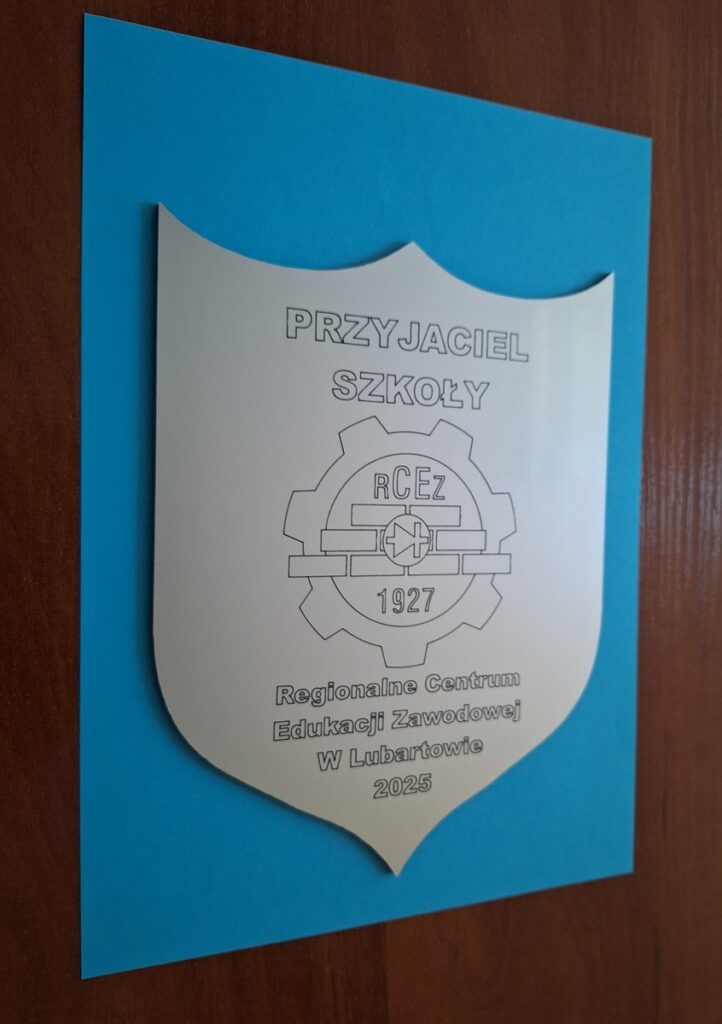 PRZYJACIEL
SZKOŁY
RCEZ
1927
Regionalne Centrum
Edukacji Zawodowej
W Lubartowie
2025